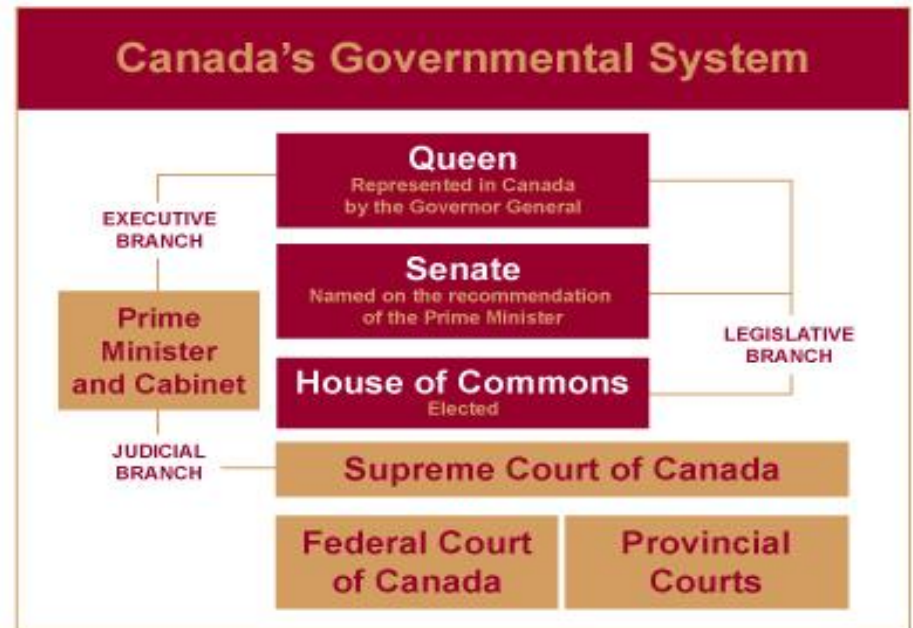 Canada's Governmental System
Queen
Represented in Canada
by the Governor General
EXECUTIVE
BRANCH
Senate
Named on the recommendation
of the Prime Minister
Prime
Minister
and Cabinet
LEGISLATIVE
BRANCH
House of Commons
Elected
JUDICIAL
BRANCH
Supreme Court of Canada
Federal Court
of Canada
Provincial
Courts